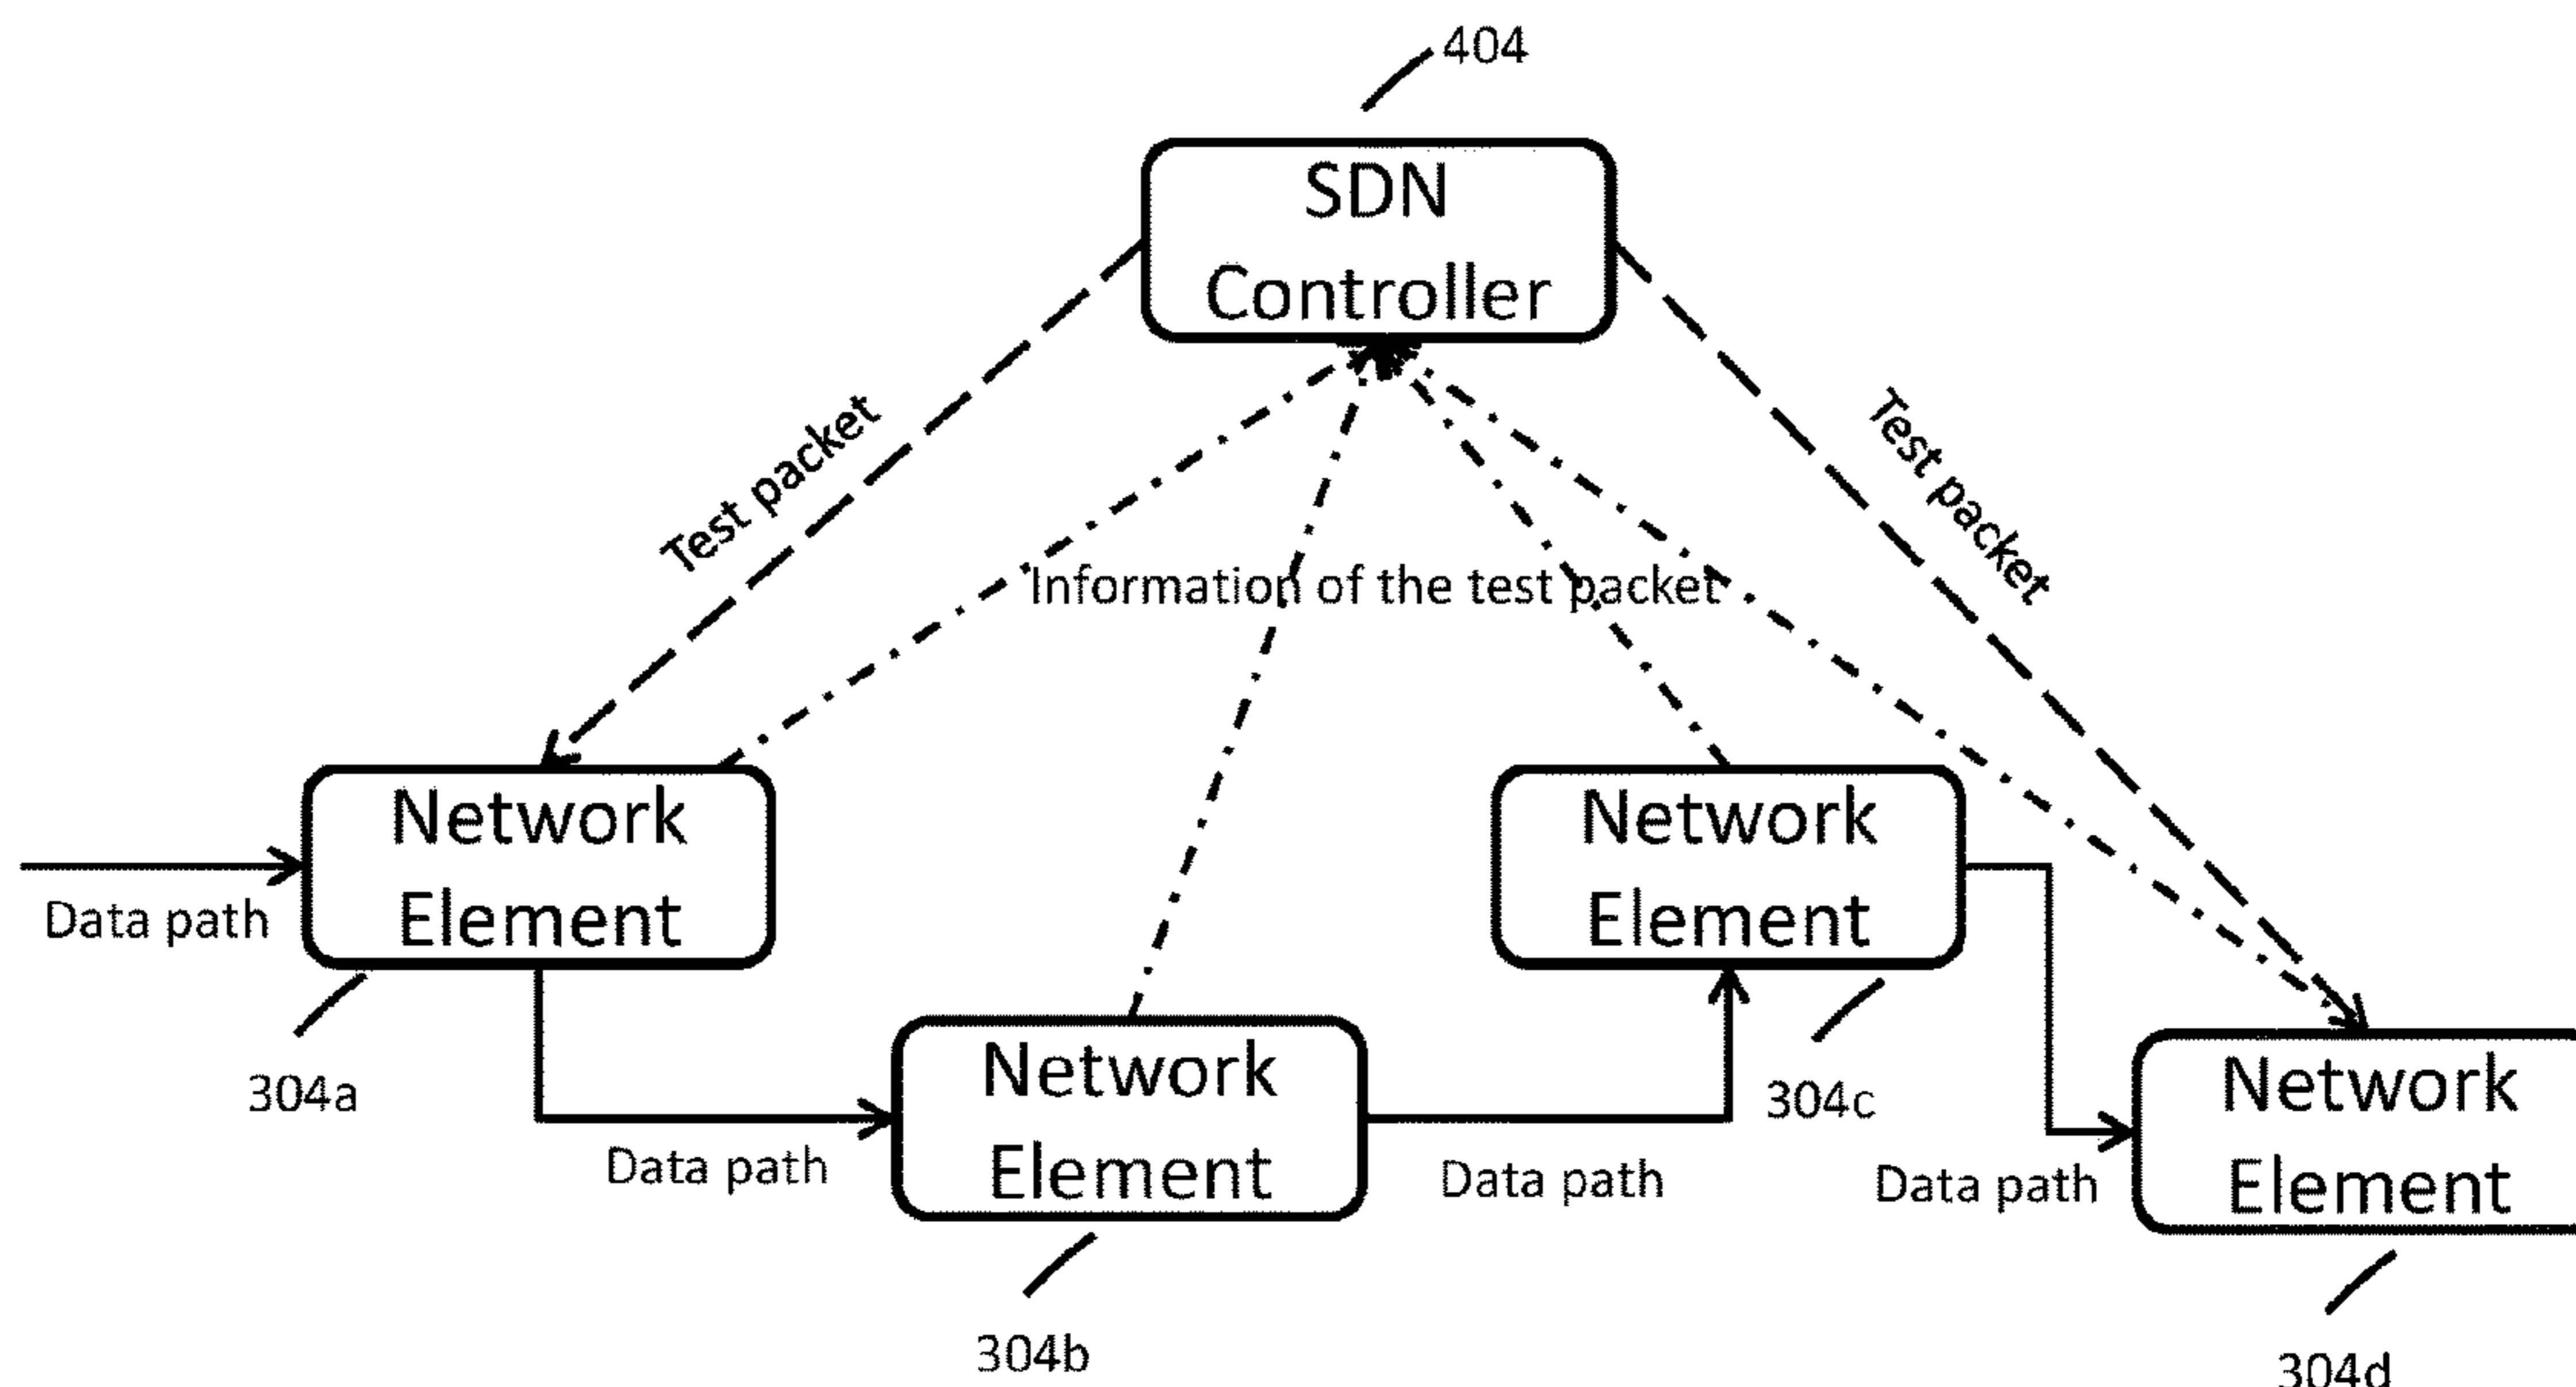 404
SDN
Controller
Test packet
Test packet
Information of the test packet
Network
Element
Network
Element
Data path
304a
304c
Network
Element
Network
Element
Data path
Data path
Data path
304b
304d